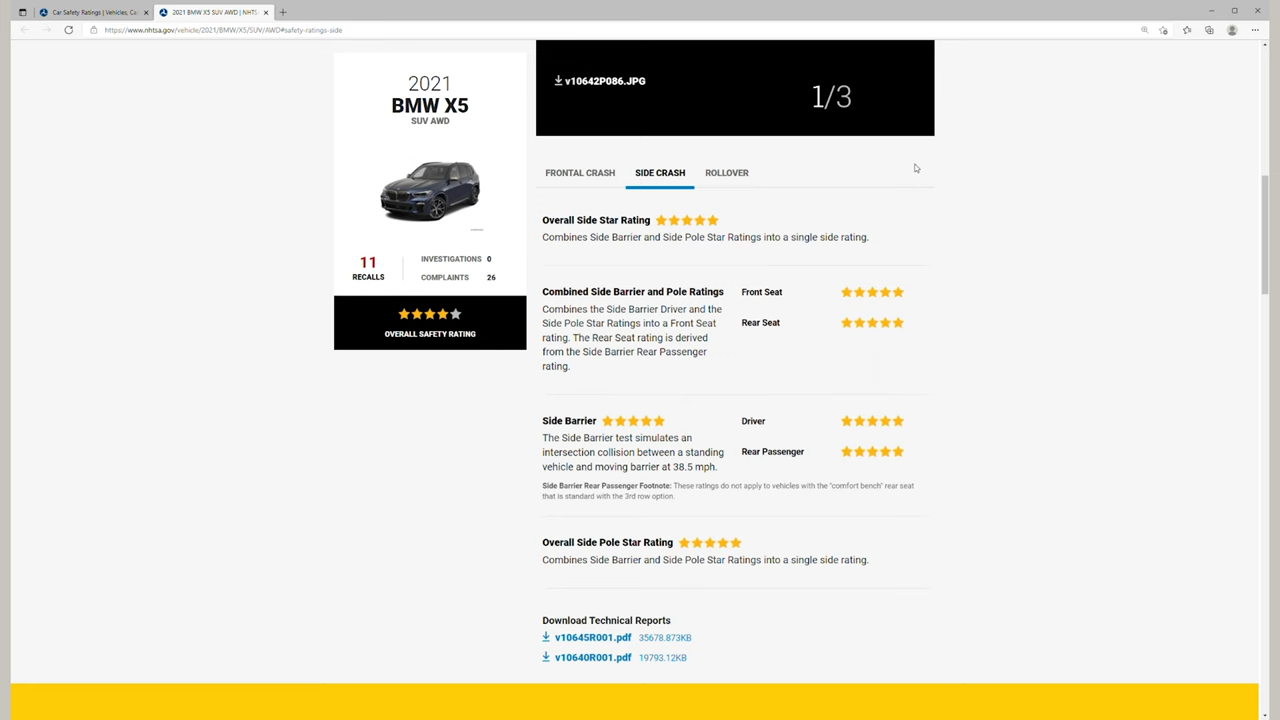 Car Safety Ratings | Vehicles, Co
2021 BMW X5 SUV AWD | NHTS
https://www.nhtsa.gov/vehicle/2021/BMW/X5/SUV/AWD#safety-ratings-side
2021
BMW X5
SUV AWD
11
RECALLS
INVESTIGATIONS 0
COMPLAINTS 26
OVERALL SAFETY RATING
v10642P086.JPG
1/3
FRONTAL CRASH SIDE CRASH ROLLOVER
Overall Side Star Rating
Combines Side Barrier and Side Pole Star Ratings into a single side rating.
Combined Side Barrier and Pole Ratings
Combines the Side Barrier Driver and the
Side Pole Star Ratings into a Front Seat
rating. The Rear Seat rating is derived
from the Side Barrier Rear Passenger
rating.
Front Seat
Rear Seat
Side Barrier
The Side Barrier test simulates an
intersection collision between a standing
vehicle and moving barrier at 38.5 mph.
Driver
Rear Passenger
Side Barrier Rear Passenger Footnote: These ratings do not apply to vehicles with the "comfort bench" rear seat
that is standard with the 3rd row option.
Overall Side Pole Star Rating
Combines Side Barrier and Side Pole Star Ratings into a single side rating.
Download Technical Reports
v10645R001.pdf 35678.873KB
v10640R001.pdf 19793.12KB